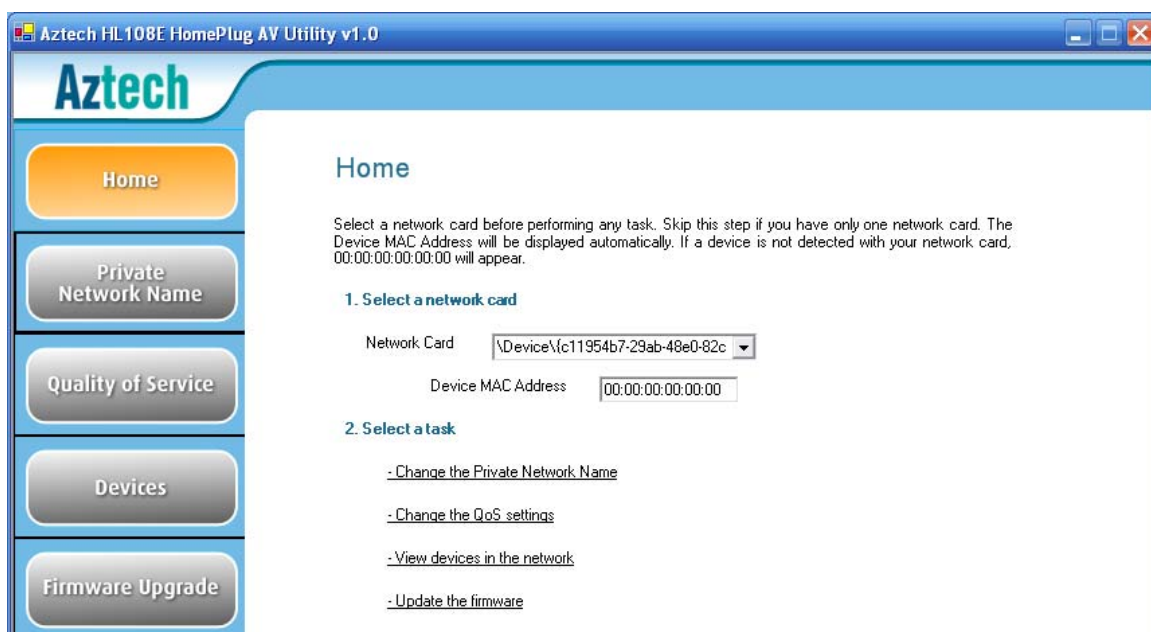 Aztech HL108E HomePlug AV Utility v1.0
Aztech
Home
Private
Network Name
Quality of Service
Devices
Firmware Upgrade
Home
Select a network card before performing any task. Skip this step if you have only one network card. The
Device MAC Address will be displayed automatically. If a device is not detected with your network card,
00:00:00:00:00:00 will appear.
1. Select a network card
Network Card \Device\{c11954b7-29ab-48e0-82c
Device MAC Address 00:00:00:00:00:00
2. Select a task
- Change the Private Network Name
- Change the QoS settings
- View devices in the network
- Update the firmware